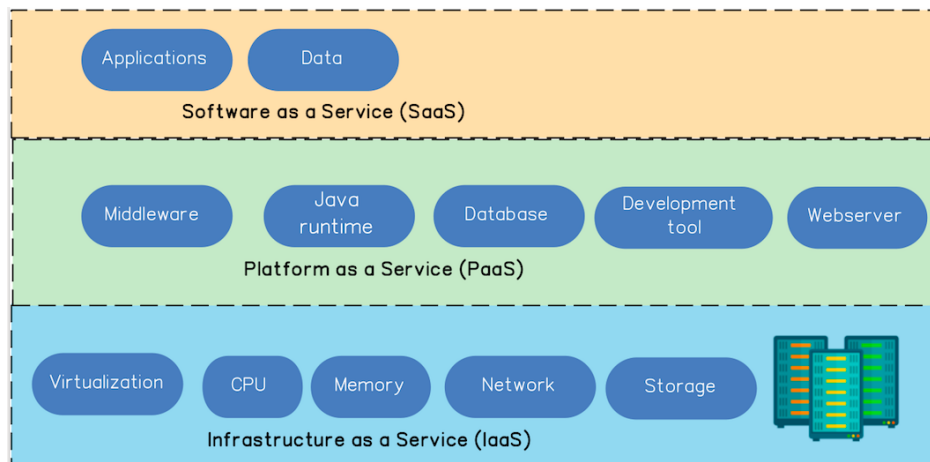 Applications
Data
Software as a Service (SaaS)
Middleware
Java
runtime
Database
Development
tool
Webserver
Platform as a Service (PaaS)
Virtualization
CPU
Memory
Network
Storage
Infrastructure as a Service (IaaS)